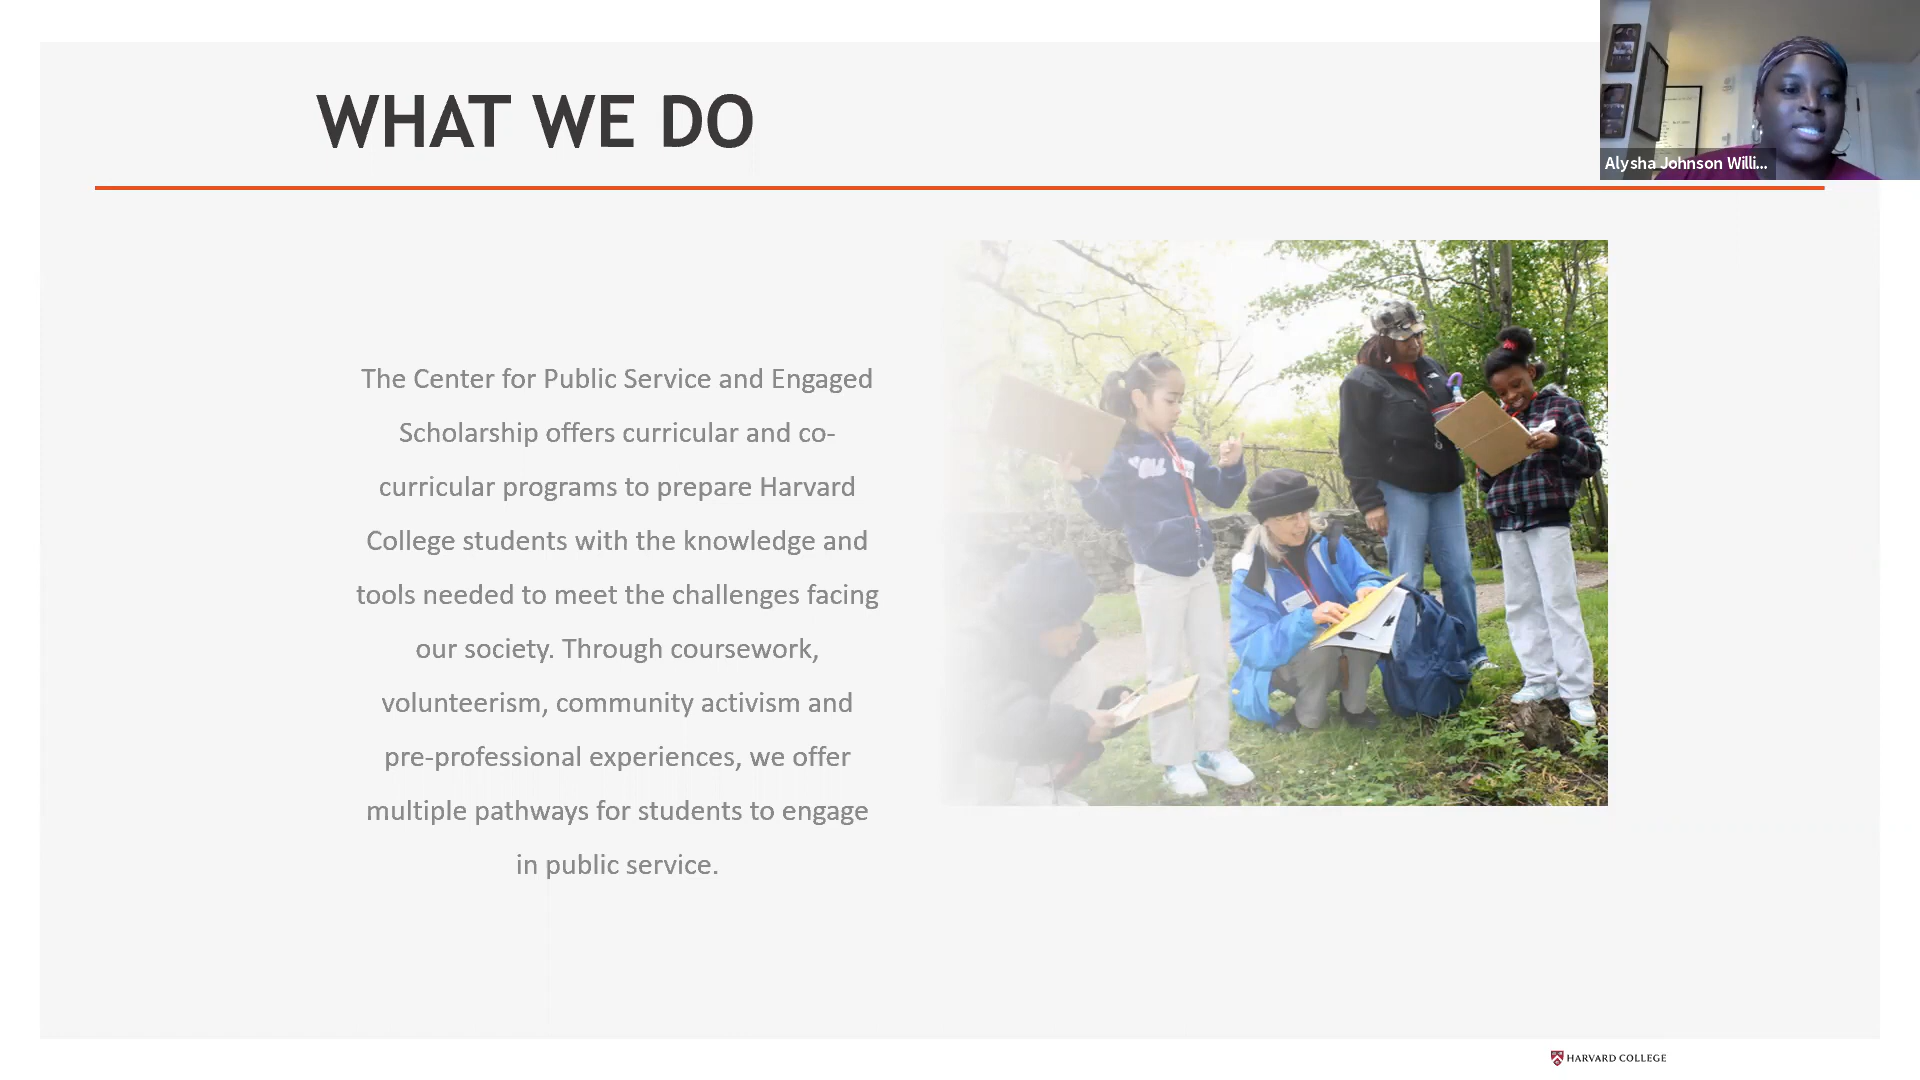 WHAT WE DO
Alysha Johnson Willi...
The Center for Public Service and Engaged
Scholarship offers curricular and co-
curricular programs to prepare Harvard
College students with the knowledge and
tools needed to meet the challenges facing
our society. Through coursework,
volunteerism, community activism and
pre-professional experiences, we offer
multiple pathways for students to engage
in public service.
HARVARD COLLEGE